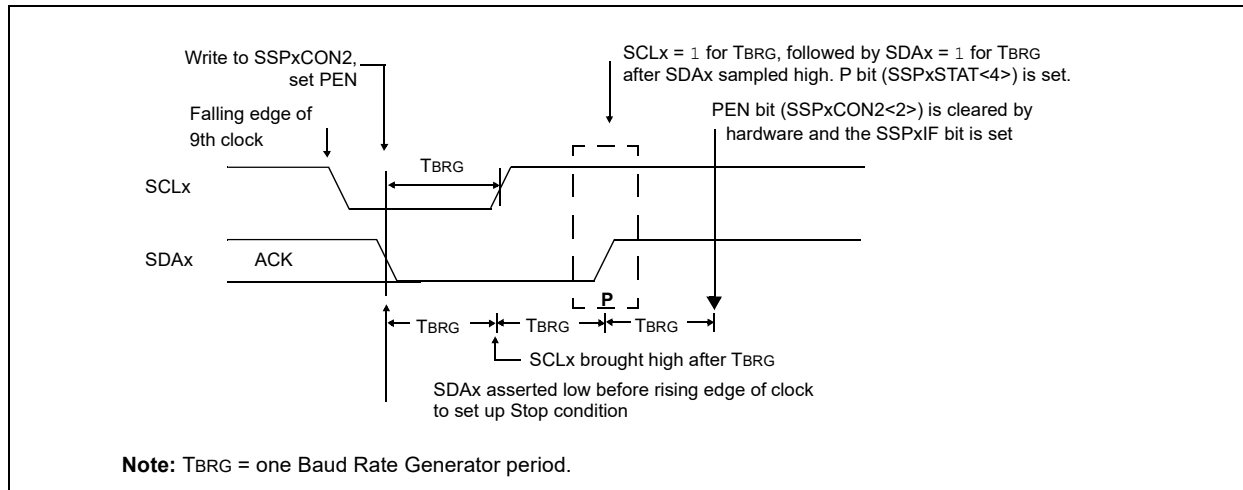 Write to SSPxCON2,
set PEN
SCLx = 1 for TBRG, followed by SDAx = 1 for TBRG
after SDAx sampled high. P bit (SSPxSTAT<4>) is set.
Falling edge of
9th clock
PEN bit (SSPxCON2<2>) is cleared by
hardware and the SSPxIF bit is set
TBRG
SCLx
SDAx
ACK
P
TBRG
TBRG
TBRG
SCLx brought high after TBRG
SDAx asserted low before rising edge of clock
to set up Stop condition
Note: TBRG = one Baud Rate Generator period.